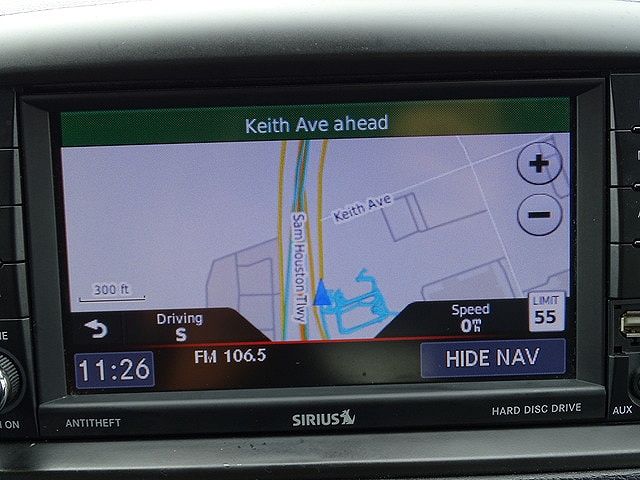 Keith Ave ahead
+
Keith Ave
Sam Houston Tlwy
−
300 ft
Driving
S
Speed
0 m/h
LIMIT
55
11:26
FM 106.5
HIDE NAV
ANTITHEFT
SIRIUS
HARD DISC DRIVE
AUX
ON